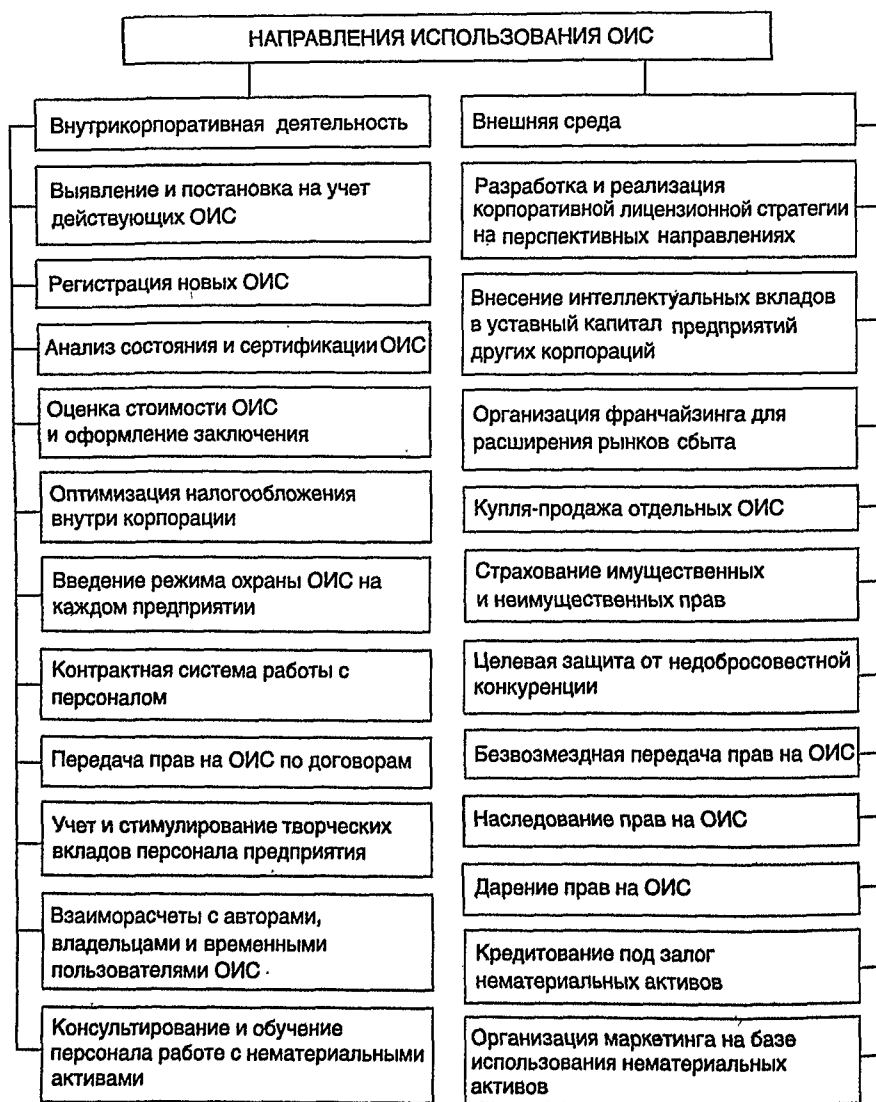 НАПРАВЛЕНИЯ ИСПОЛЬЗОВАНИЯ ОИС
Внутрикорпоративная деятельность
Выявление и постановка на учет
действующих ОИС
Регистрация новых ОИС
Анализ состояния и сертификации ОИС
Оценка стоимости ОИС
и оформление заключения
Оптимизация налогообложения
внутри корпорации
Введение режима охраны ОИС на
каждом предприятии
Контрактная система работы с
персоналом
Передача прав на ОИС по договорам
Учет и стимулирование творческих
вкладов персонала предприятия
Взаиморасчеты с авторами,
владельцами и временными
пользователями ОИС
Консультирование и обучение
персонала работе с нематериальными
активами
Внешняя среда
Разработка и реализация
корпоративной лицензионной стратегии
на перспективных направлениях
Внесение интеллектуальных вкладов
в уставный капитал предприятий
других корпораций
Организация франчайзинга для
расширения рынков сбыта
Купля-продажа отдельных ОИС
Страхование имущественных
и неимущественных прав
Целевая защита от недобросовестной
конкуренции
Безвозмездная передача прав на ОИС
Наследование прав на ОИС
Дарение прав на ОИС
Кредитование под залог
нематериальных активов
Организация маркетинга на базе
использования нематериальных
активов